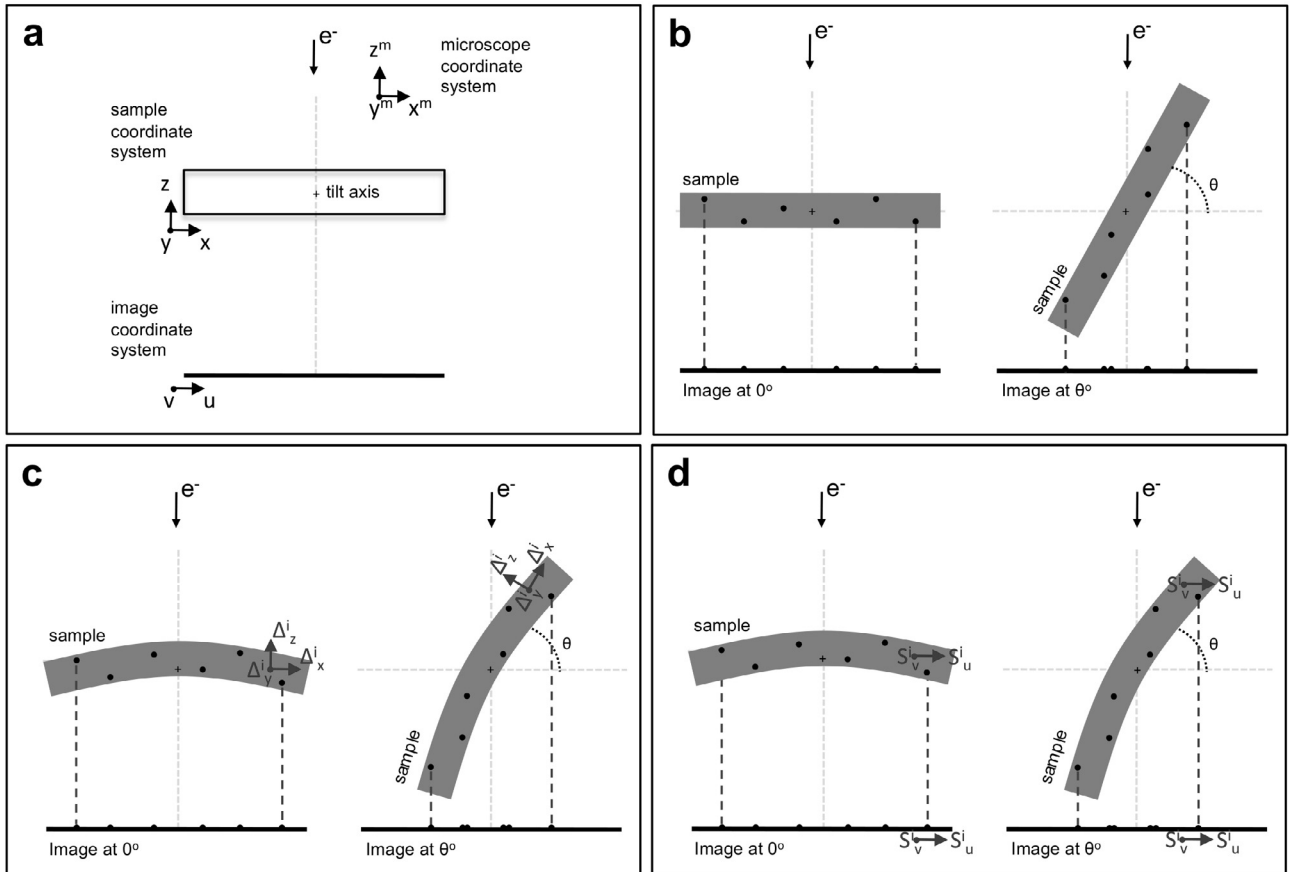 a
e-
zm
microscope
coordinate
system
ym
xm
sample
coordinate
system
tilt axis
z
y
x
image
coordinate
system
v
u
b
e-
e-
sample
θ
sample
Image at 0o
Image at θo
c
e-
e-
Δiz
Δix
Δiy
sample
Δiz
Δiy
Δix
θ
sample
Image at 0o
Image at θo
d
e-
e-
Siv
Siu
sample
Siv
Siu
θ
sample
Image at 0o
Siv
Siu
Image at θo
Siv
Siu